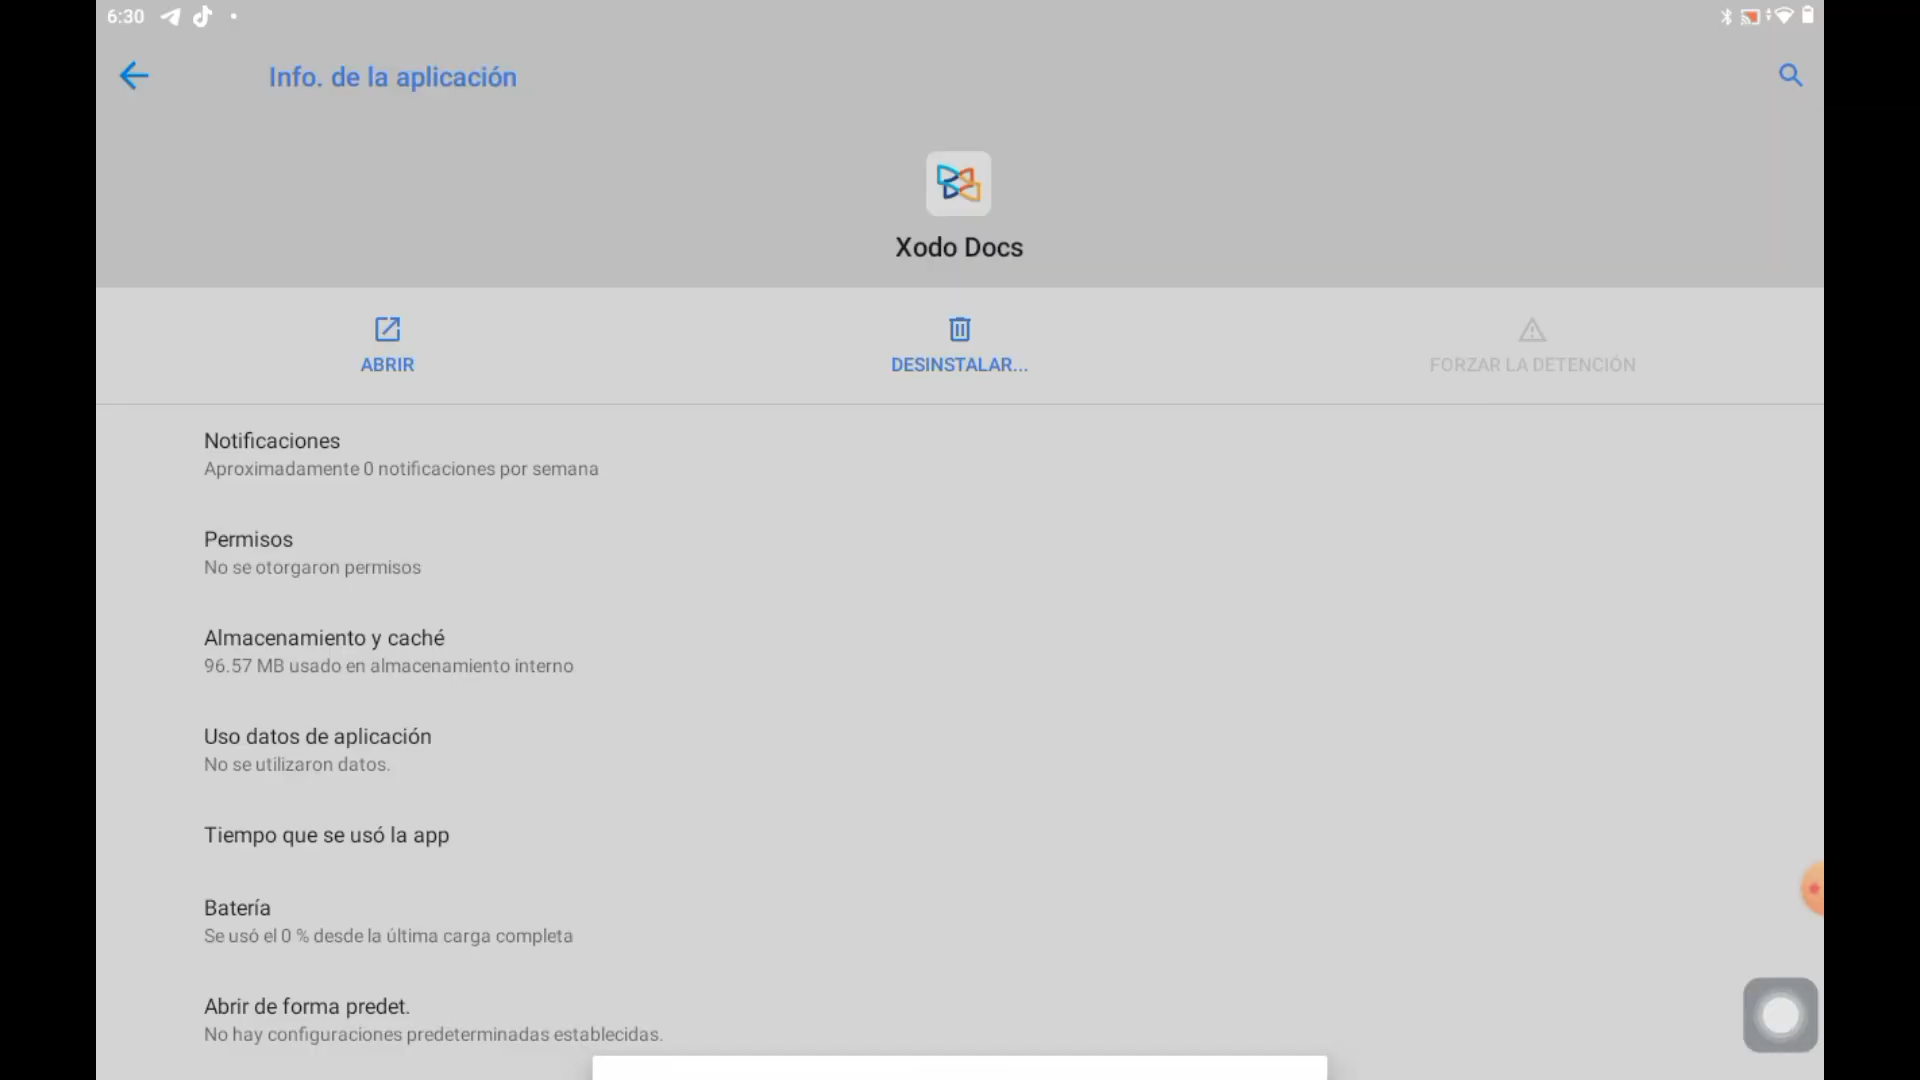 6:30
Info. de la aplicación
Xodo Docs
ABRIR
DESINSTALAR...
FORZAR LA DETENCIÓN
Notificaciones
Aproximadamente 0 notificaciones por semana
Permisos
No se otorgaron permisos
Almacenamiento y caché
96.57 MB usado en almacenamiento interno
Uso datos de aplicación
No se utilizaron datos.
Tiempo que se usó la app
Batería
Se usó el 0 % desde la última carga completa
Abrir de forma predet.
No hay configuraciones predeterminadas establecidas.